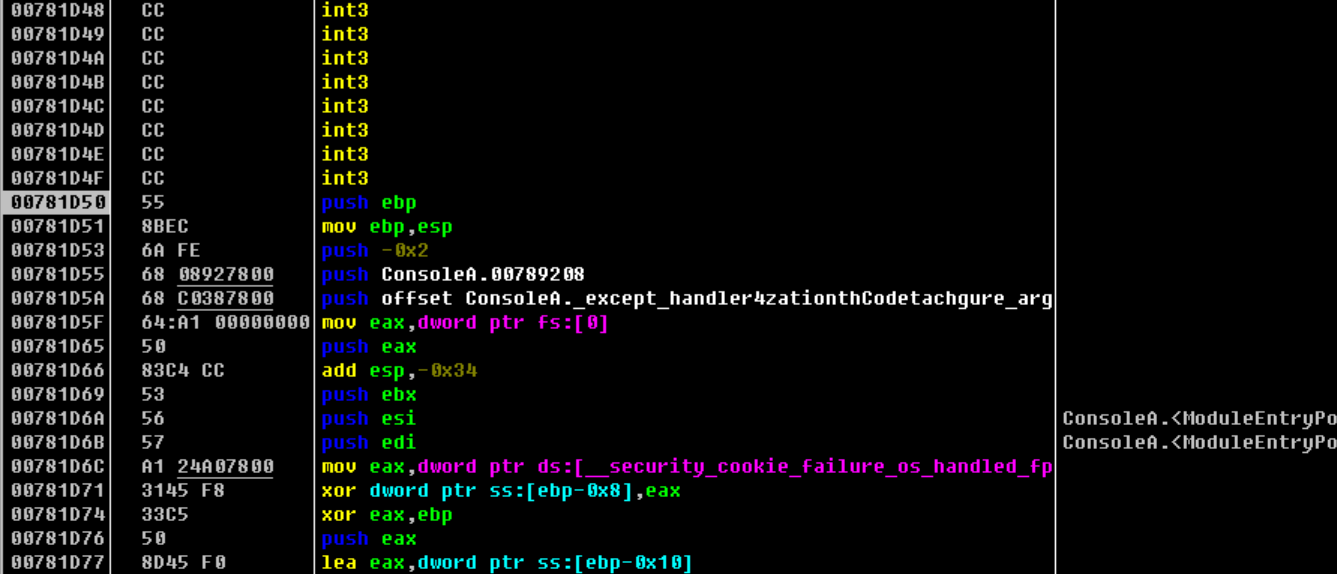 00781D48 CC int3
00781D49 CC int3
00781D4A CC int3
00781D4B CC int3
00781D4C CC int3
00781D4D CC int3
00781D4E CC int3
00781D4F CC int3
00781D50 55 push ebp
00781D51 8BEC mov ebp,esp
00781D53 6A FE push -0x2
00781D55 68 08927800 push ConsoleA.00789208
00781D5A 68 C0387800 push offset ConsoleA._except_handler4zationthCodetachgure_arg
00781D5F 64:A1 00000000 mov eax,dword ptr fs:[0]
00781D65 50 push eax
00781D66 83C4 CC add esp,-0x34
00781D69 53 push ebx
00781D6A 56 push esi ConsoleA.<ModuleEntryPo
00781D6B 57 push edi ConsoleA.<ModuleEntryPo
00781D6C A1 24A07800 mov eax,dword ptr ds:[__security_cookie_failure_os_handled_fp
00781D71 3145 F8 xor dword ptr ss:[ebp-0x8],eax
00781D74 33C5 xor eax,ebp
00781D76 50 push eax
00781D77 8D45 F0 lea eax,dword ptr ss:[ebp-0x10]